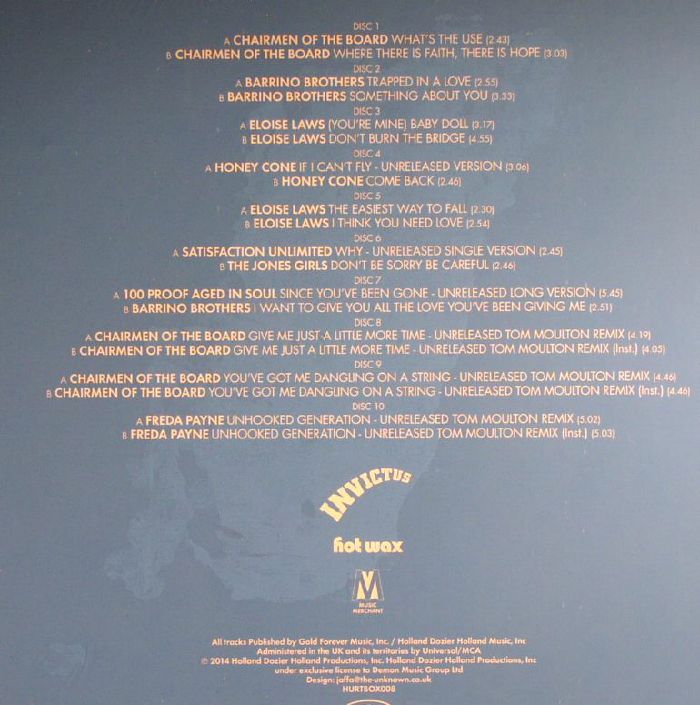 DISC 1
A CHAIRMEN OF THE BOARD WHAT'S THE USE (2.43)
B CHAIRMEN OF THE BOARD WHERE THERE IS FAITH, THERE IS HOPE (3.03)
DISC 2
A BARRINO BROTHERS TRAPPED IN A LOVE (2.55)
B BARRINO BROTHERS SOMETHING ABOUT YOU (3.33)
DISC 3
A ELOISE LAWS (YOU'RE MINE) BABY DOLL (3.17)
B ELOISE LAWS DON'T BURN THE BRIDGE (4.55)
DISC 4
A HONEY CONE IF I CAN'T FLY - UNRELEASED VERSION (3.06)
B HONEY CONE COME BACK (2.46)
DISC 5
A ELOISE LAWS THE EASIEST WAY TO FALL (2.30)
B ELOISE LAWS I THINK YOU NEED LOVE (2.54)
DISC 6
A SATISFACTION UNLIMITED WHY - UNRELEASED SINGLE VERSION (2.45)
B THE JONES GIRLS DON'T BE SORRY BE CAREFUL (2.46)
DISC 7
A 100 PROOF AGED IN SOUL SINCE YOU'VE BEEN GONE - UNRELEASED LONG VERSION (5.45)
B BARRINO BROTHERS I WANT TO GIVE YOU ALL THE LOVE YOU'VE BEEN GIVING ME (2.51)
DISC 8
A CHAIRMEN OF THE BOARD GIVE ME JUST A LITTLE MORE TIME - UNRELEASED TOM MOULTON REMIX (4.19)
B CHAIRMEN OF THE BOARD GIVE ME JUST A LITTLE MORE TIME - UNRELEASED TOM MOULTON REMIX (Inst.) (4.05)
DISC 9
A CHAIRMEN OF THE BOARD YOU'VE GOT ME DANGLING ON A STRING - UNRELEASED TOM MOULTON REMIX (4.46)
B CHAIRMEN OF THE BOARD YOU'VE GOT ME DANGLING ON A STRING - UNRELEASED TOM MOULTON REMIX (Inst.) (4.46)
DISC 10
A FREDA PAYNE UNHOOKED GENERATION - UNRELEASED TOM MOULTON REMIX (5.02)
B FREDA PAYNE UNHOOKED GENERATION - UNRELEASED TOM MOULTON REMIX (Inst.) (5.03)
INVICTUS
hot wax
M
MUSIC
MERCHANT
All tracks Published by Gold Forever Music, Inc. / Holland Dozier Holland Music, Inc
Administered in the UK and its territories by Universal/MCA
© 2014 Holland Dozier Holland Productions, Inc. Holland Dozier Holland Productions, Inc
under exclusive license to Demon Music Group Ltd
Design: jaffa@the-unknown.co.uk
HURTBOX008